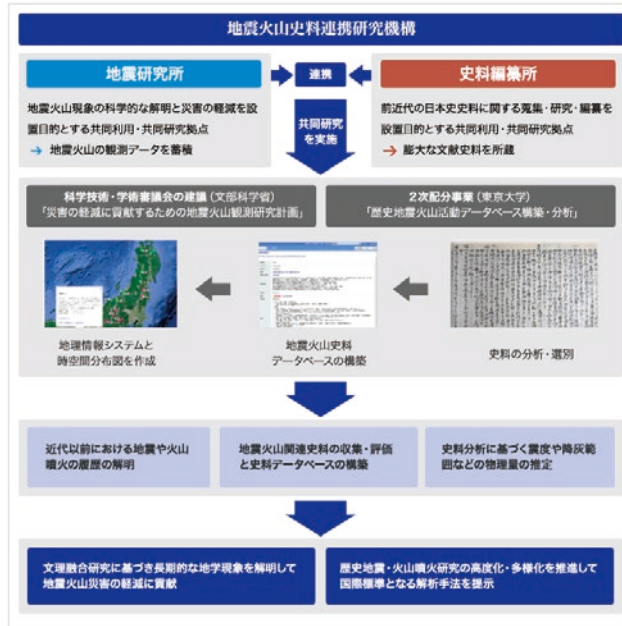 地震火山史料連携研究機構
地震研究所
連携
史料編纂所
地震火山現象の科学的な解明と災害の軽減を設
置目的とする共同利用・共同研究拠点
→ 地震火山の観測データを蓄積
共同研究
を実施
前近代の日本史史料に関する蒐集・研究・編纂を
設置目的とする共同利用・共同研究拠点
→ 膨大な文献史料を所蔵
科学技術・学術審議会の建議(文部科学省)
「災害の軽減に貢献するための地震火山観測研究計画」
2次配分事業(東京大学)
「歴史地震火山活動データベース構築・分析」
地理情報システムと
時空間分布図を作成
地震火山史料
データベースの構築
史料の分析・選別
近代以前における地震や火山
噴火の履歴の解明
地震火山関連史料の収集・評価
と史料データベースの構築
史料分析に基づく震度や降灰範
囲などの物理量の推定
文理融合研究に基づき長期的な地学現象を解明して
地震火山災害の軽減に貢献
歴史地震・火山噴火研究の高度化・多様化を推進して
国際標準となる解析手法を提示